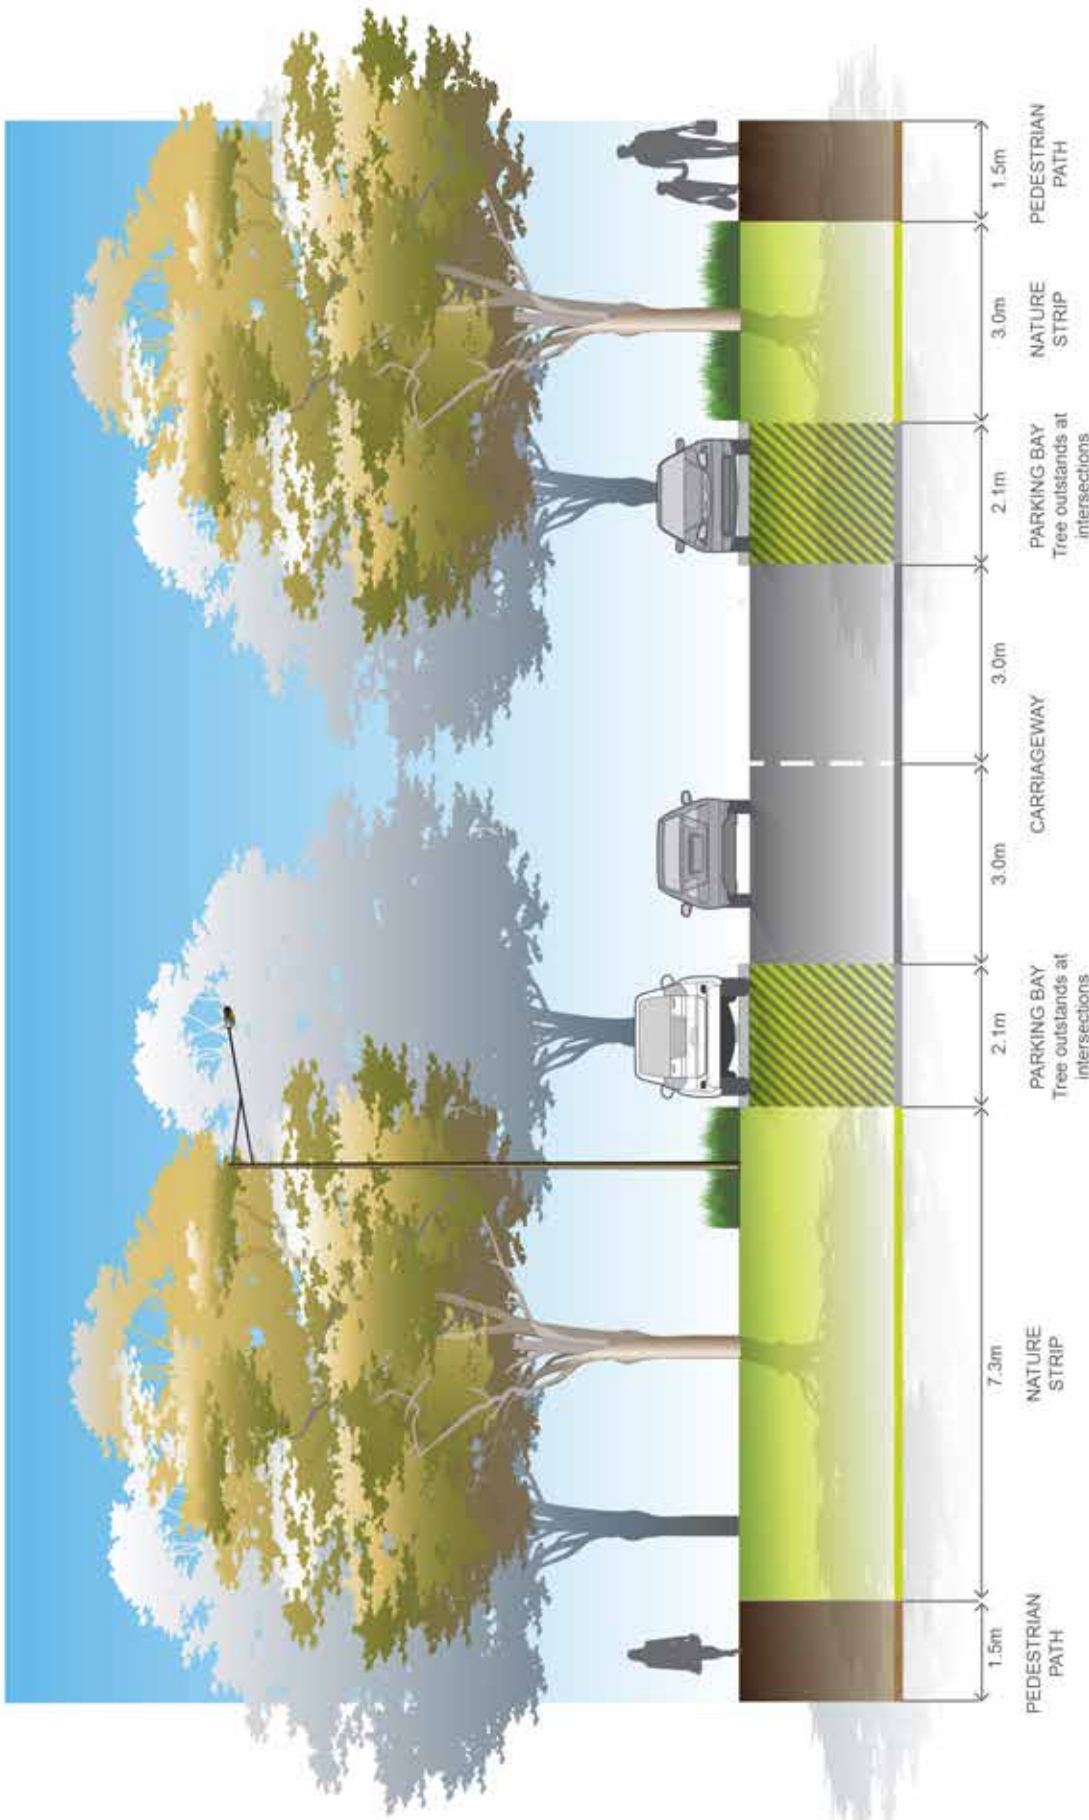 1.5m
7.3m
2.1m
3.0m
3.0m
2.1m
3.0m
1.5m
PEDESTRIAN
PATH
NATURE
STRIP
PARKING BAY
Tree outstands at
intersections
CARRIAGEWAY
PARKING BAY
Tree outstands at
intersections
NATURE
STRIP
PEDESTRIAN
PATH